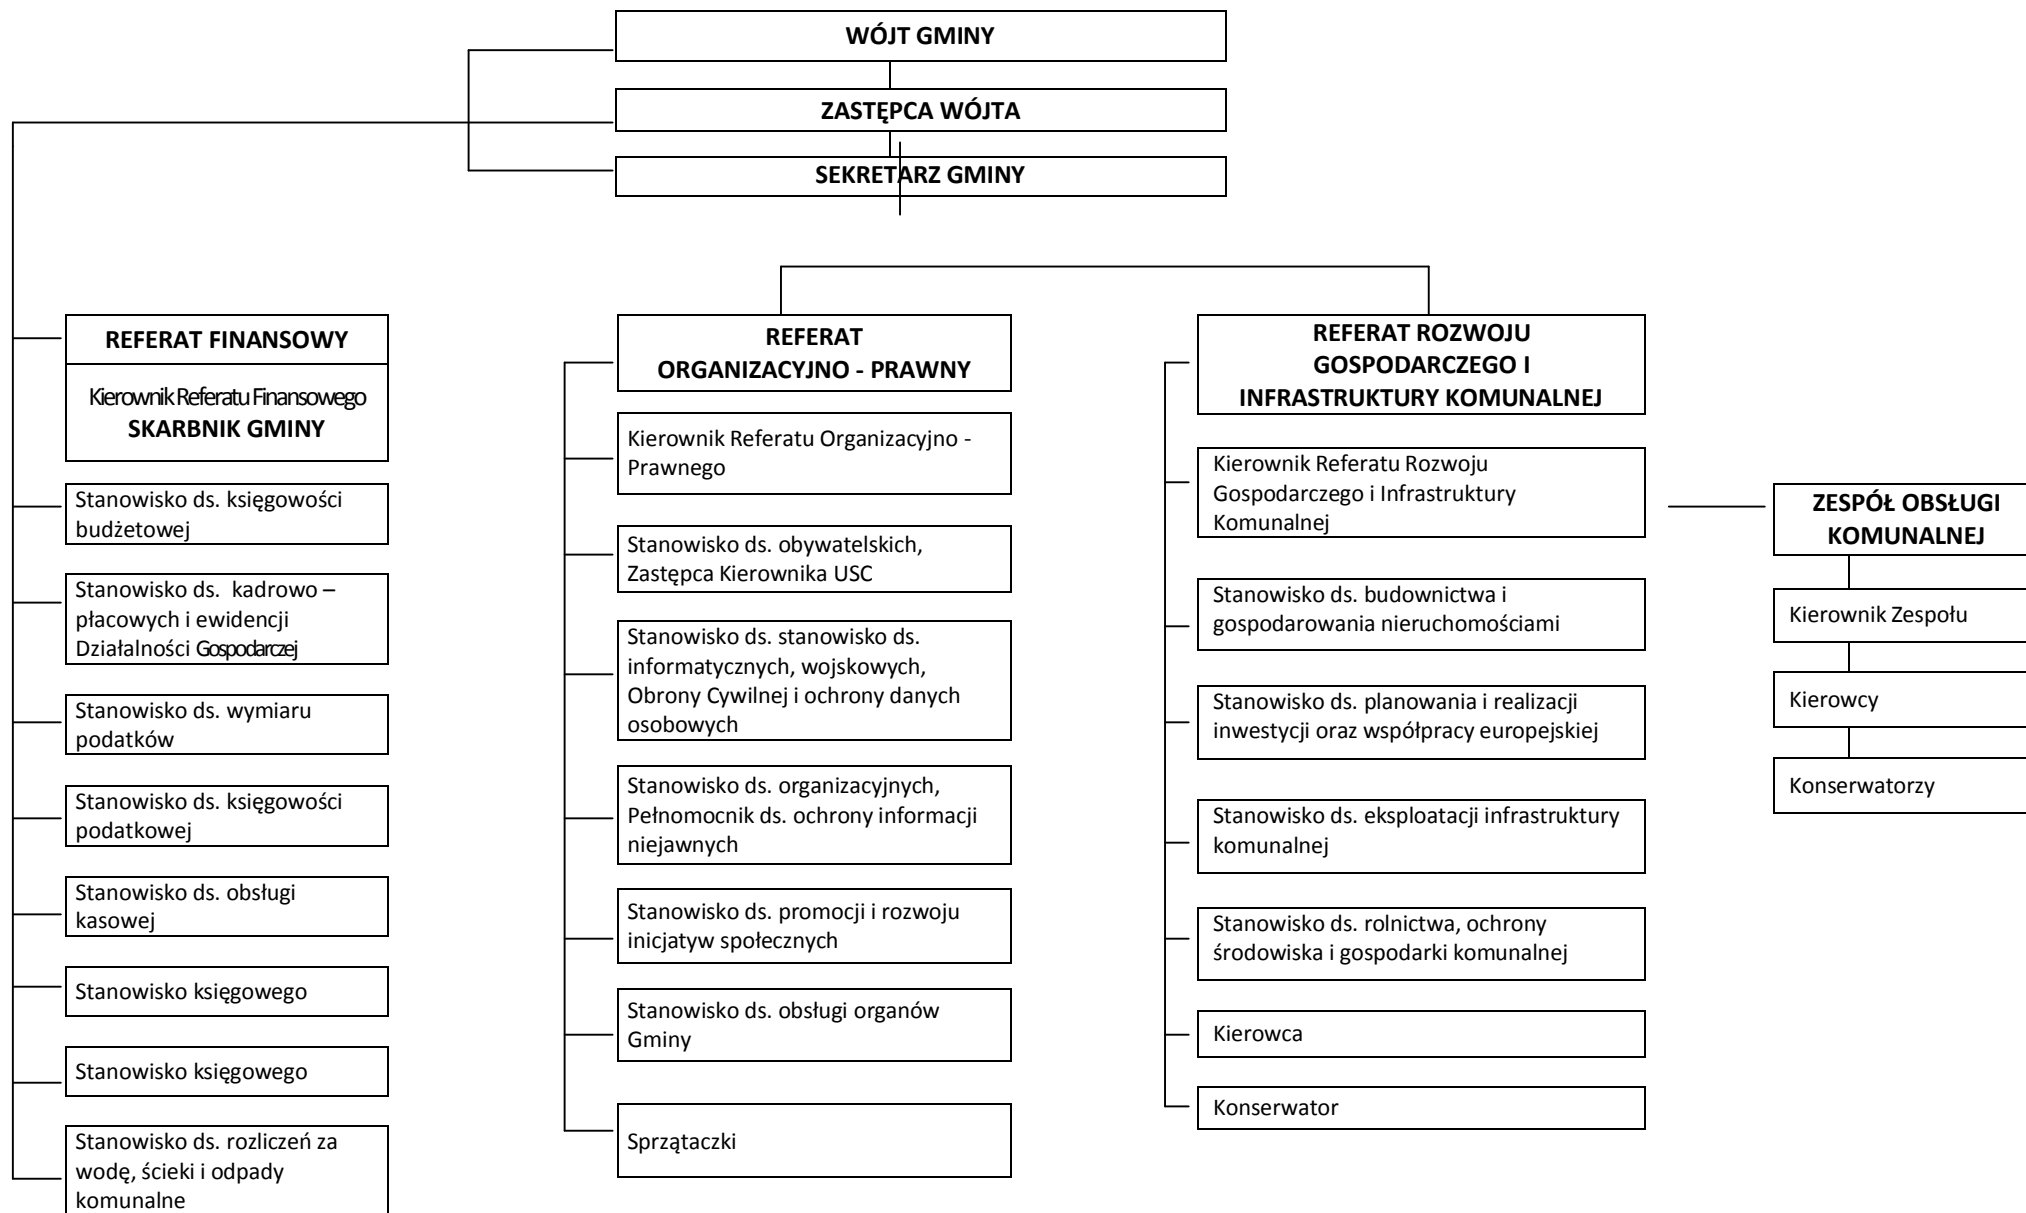 WÓJT GMINY
ZASTĘPCA WÓJTA
SEKRETARZ GMINY
REFERAT FINANSOWY
Kierownik Referatu Finansowego
SKARBNIK GMINY
Stanowisko ds. księgowości
budżetowej
Stanowisko ds. kadrowo –
płacowych i ewidencji
Działalności Gospodarczej
Stanowisko ds. wymiaru
podatków
Stanowisko ds. księgowości
podatkowej
Stanowisko ds. obsługi
kasowej
Stanowisko księgowego
Stanowisko księgowego
Stanowisko ds. rozliczeń za
wodę, ścieki i odpady
komunalne
REFERAT
ORGANIZACYJNO - PRAWNY
Kierownik Referatu Organizacyjno -
Prawnego
Stanowisko ds. obywatelskich,
Zastępca Kierownika USC
Stanowisko ds. stanowisko ds.
informatycznych, wojskowych,
Obrony Cywilnej i ochrony danych
osobowych
Stanowisko ds. organizacyjnych,
Pełnomocnik ds. ochrony informacji
niejawnych
Stanowisko ds. promocji i rozwoju
inicjatyw społecznych
Stanowisko ds. obsługi organów
Gminy
Sprzątaczki
REFERAT ROZWOJU
GOSPODARCZEGO I
INFRASTRUKTURY KOMUNALNEJ
Kierownik Referatu Rozwoju
Gospodarczego i Infrastruktury
Komunalnej
Stanowisko ds. budownictwa i
gospodarowania nieruchomościami
Stanowisko ds. planowania i realizacji
inwestycji oraz współpracy europejskiej
Stanowisko ds. eksploatacji infrastruktury
komunalnej
Stanowisko ds. rolnictwa, ochrony
środowiska i gospodarki komunalnej
Kierowca
Konserwator
ZESPÓŁ OBSŁUGI
KOMUNALNEJ
Kierownik Zespołu
Kierowcy
Konserwatorzy